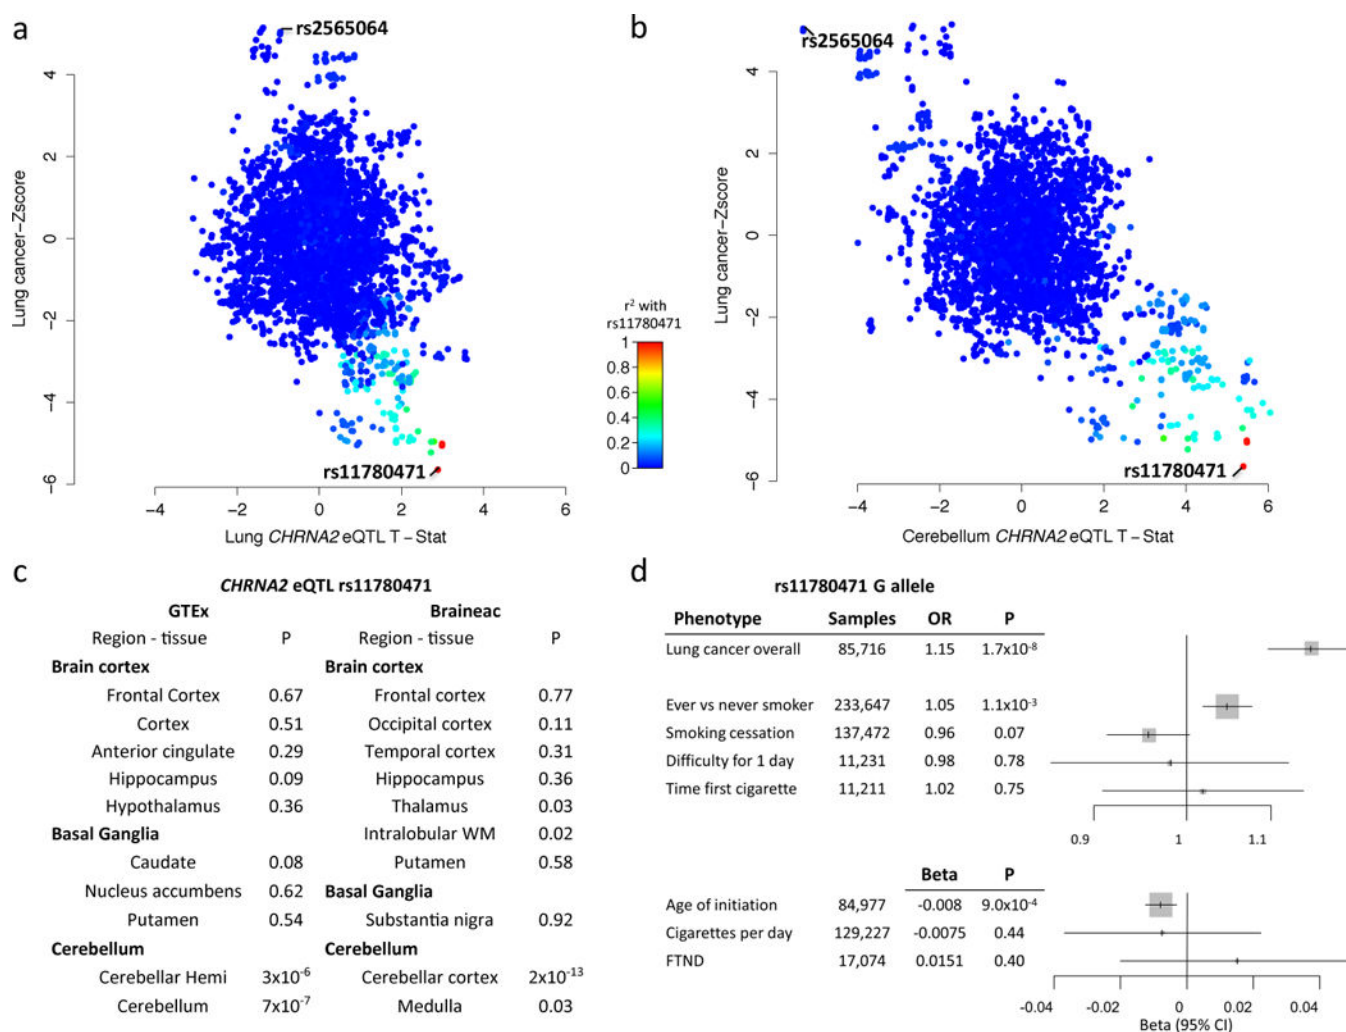 a
rs2565064
Lung cancer-Zscore
4
2
0
−2
−4
−6
−4
−2
0
2
4
6
rs11780471
Lung CHRNA2 eQTL T − Stat
r² with
rs11780471
1
0.8
0.6
0.4
0.2
0
b
rs2565064
Lung cancer-Zscore
4
2
0
−2
−4
−6
−4
−2
0
2
4
6
rs11780471
Cerebellum CHRNA2 eQTL T − Stat
c
CHRNA2 eQTL rs11780471
GTEx Braineac
Region - tissue P Region - tissue P
Brain cortex Brain cortex
Frontal Cortex 0.67 Frontal cortex 0.77
Cortex 0.51 Occipital cortex 0.11
Anterior cingulate 0.29 Temporal cortex 0.31
Hippocampus 0.09 Hippocampus 0.36
Hypothalamus 0.36 Thalamus 0.03
Basal Ganglia Intralobular WM 0.02
Caudate 0.08 Putamen 0.58
Nucleus accumbens 0.62 Basal Ganglia
Putamen 0.54 Substantia nigra 0.92
Cerebellum Cerebellum
Cerebellar Hemi 3x10⁻⁶ Cerebellar cortex 2x10⁻¹³
Cerebellum 7x10⁻⁷ Medulla 0.03
d
rs11780471 G allele
Phenotype Samples OR P
Lung cancer overall 85,716 1.15 1.7x10⁻⁸
Ever vs never smoker 233,647 1.05 1.1x10⁻³
Smoking cessation 137,472 0.96 0.07
Difficulty for 1 day 11,231 0.98 0.78
Time first cigarette 11,211 1.02 0.75
0.9 1 1.1
Beta P
Age of initiation 84,977 -0.008 9.0x10⁻⁴
Cigarettes per day 129,227 -0.0075 0.44
FTND 17,074 0.0151 0.40
-0.04 -0.02 0 0.02 0.04
Beta (95% CI)